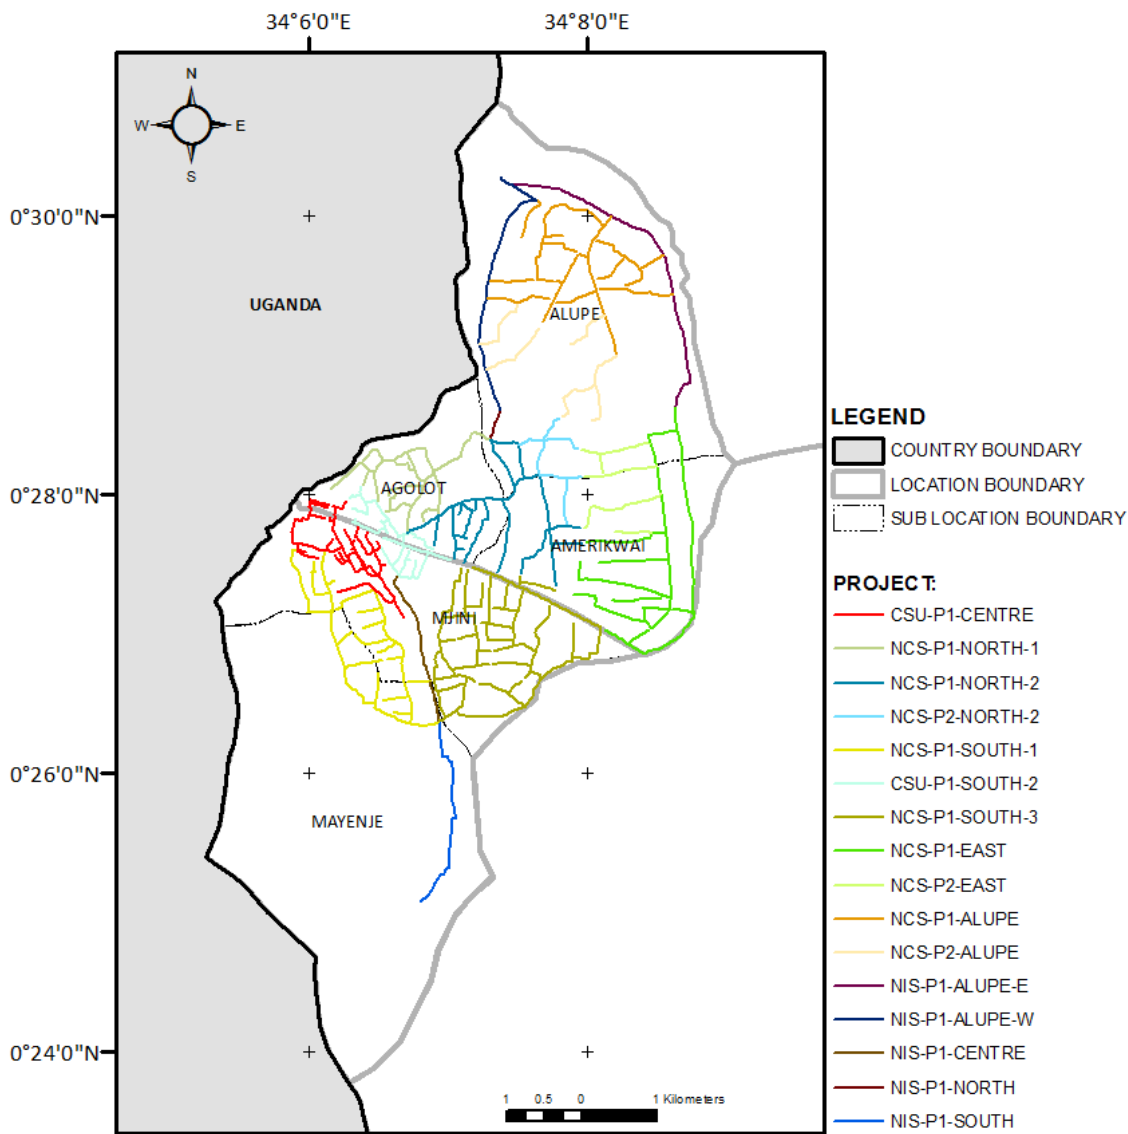 34°6'0"E 34°8'0"E
N
W E
S
0°30'0"N
UGANDA
ALUPE
LEGEND
COUNTRY BOUNDARY
AGOLOT
0°28'0"N
LOCATION BOUNDARY
SUB LOCATION BOUNDARY
AMERIKWAI
PROJECT:
MJINI
CSU-P1-CENTRE
NCS-P1-NORTH-1
NCS-P1-NORTH-2
NCS-P2-NORTH-2
NCS-P1-SOUTH-1
0°26'0"N
CSU-P1-SOUTH-2
MAYENJE
NCS-P1-SOUTH-3
NCS-P1-EAST
NCS-P2-EAST
NCS-P1-ALUPE
NCS-P2-ALUPE
NIS-P1-ALUPE-E
NIS-P1-ALUPE-W
0°24'0"N
NIS-P1-CENTRE
NIS-P1-NORTH
1 0.5 0 1 Kilometers
NIS-P1-SOUTH